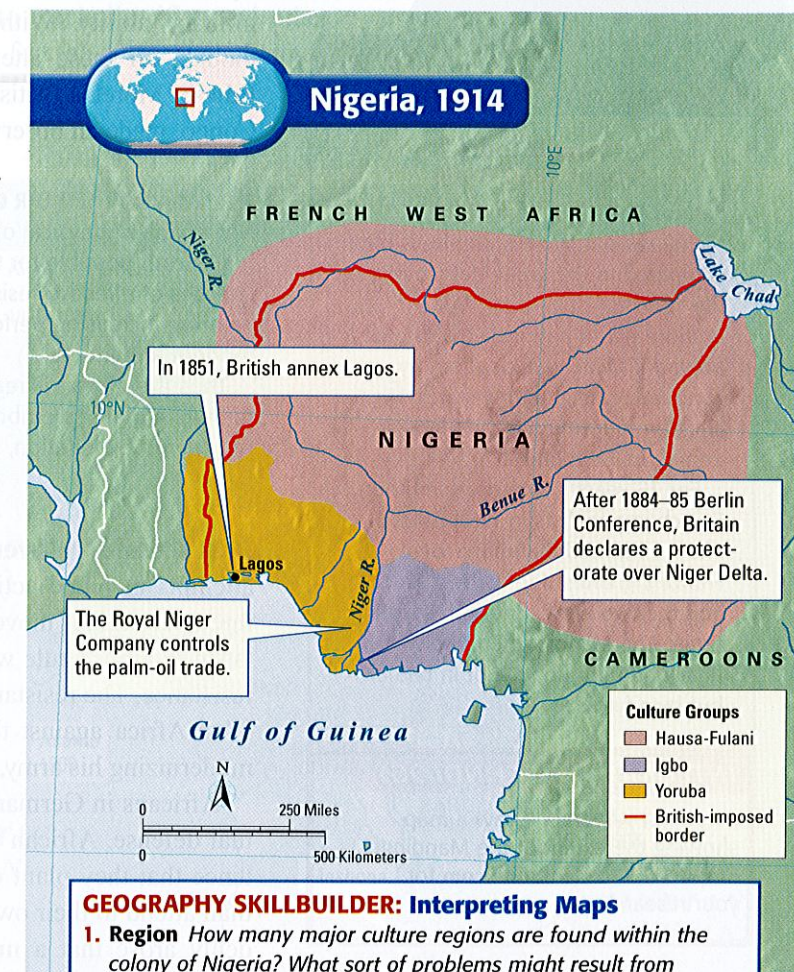 Nigeria, 1914
10°E
FRENCH WEST AFRICA
Niger R.
Lake Chad
In 1851, British annex Lagos.
10°N
NIGERIA
Benue R.
After 1884–85 Berlin
Conference, Britain
declares a protect-
orate over Niger Delta.
Lagos
Niger R.
The Royal Niger
Company controls
the palm-oil trade.
CAMEROONS
Gulf of Guinea
Culture Groups
Hausa-Fulani
Igbo
Yoruba
British-imposed
border
N
0 250 Miles
0 500 Kilometers
GEOGRAPHY SKILLBUILDER: Interpreting Maps
1. Region How many major culture regions are found within the
colony of Nigeria? What sort of problems might result from